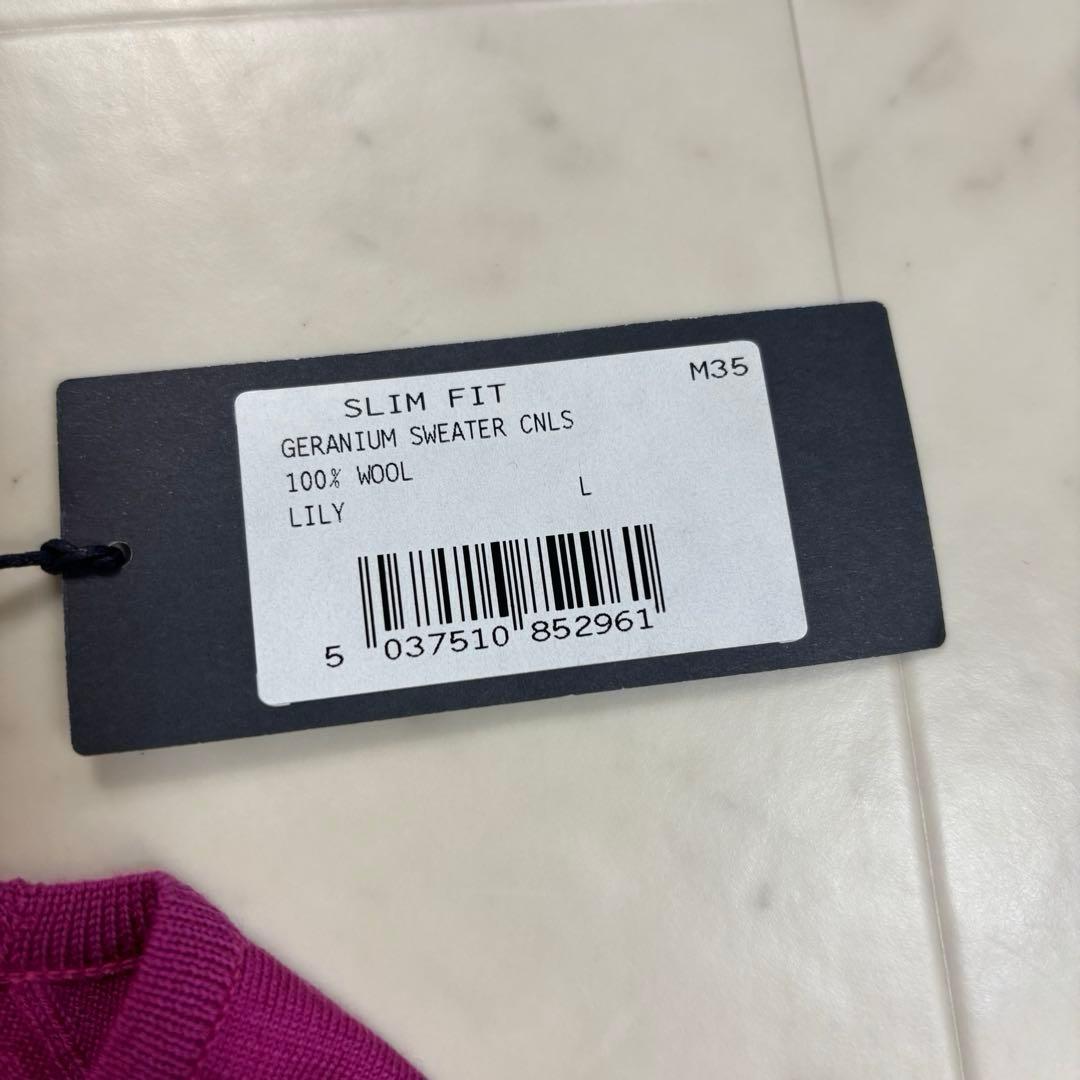 SLIM FIT M35
GERANIUM SWEATER CNLS
100% WOOL
LILY L
5 037510 852961